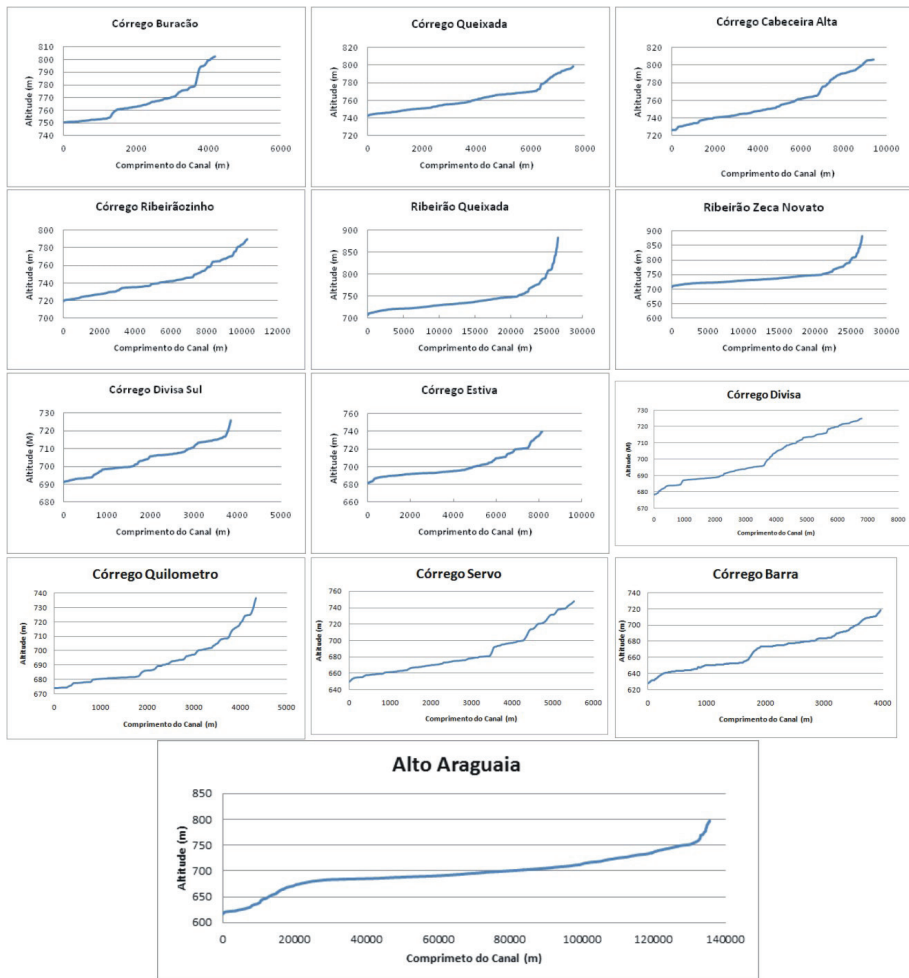 Córrego Buracão
Altitude (m)
810
800
790
780
770
760
750
740
0 2000 4000 6000
Comprimento do Canal (m)
Córrego Queixada
Altitude (m)
820
800
780
760
740
720
0 2000 4000 6000 8000
Comprimento do Canal (m)
Córrego Cabeceira Alta
Altitude (m)
820
800
780
760
740
720
0 2000 4000 6000 8000 10000
Comprimento do Canal (m)
Córrego Ribeirãozinho
Altitude (m)
800
780
760
740
720
700
0 2000 4000 6000 8000 10000 12000
Comprimento do Canal (m)
Ribeirão Queixada
Altitude (m)
900
850
800
750
700
0 5000 10000 15000 20000 25000 30000
Comprimento do Canal (m)
Ribeirão Zeca Novato
Altitude (m)
900
850
800
750
700
650
600
0 5000 10000 15000 20000 25000 30000
Comprimento do Canal (m)
Córrego Divisa Sul
Altitude (M)
730
720
710
700
690
680
0 1000 2000 3000 4000 5000
Comprimento do Canal (m)
Córrego Estiva
Altitude (m)
760
740
720
700
680
660
0 2000 4000 6000 8000 10000
Comprimento do Canal (m)
Córrego Divisa
Altitude (M)
730
720
710
700
690
680
670
0 1000 2000 3000 4000 5000 6000 7000 8000
Comprimento do Canal (m)
Córrego Quilometro
Altitude (m)
740
730
720
710
700
690
680
670
0 1000 2000 3000 4000 5000
Comprimento do Canal (m)
Córrego Servo
Altitude (m)
760
740
720
700
680
660
640
0 1000 2000 3000 4000 5000 6000
Comprimento do Canal (m)
Córrego Barra
Altitude (m)
740
720
700
680
660
640
620
0 1000 2000 3000 4000
Comprimento do Canal (m)
Alto Araguaia
Altitude (m)
850
800
750
700
650
600
0 20000 40000 60000 80000 100000 120000 140000
Comprimeto do Canal (m)